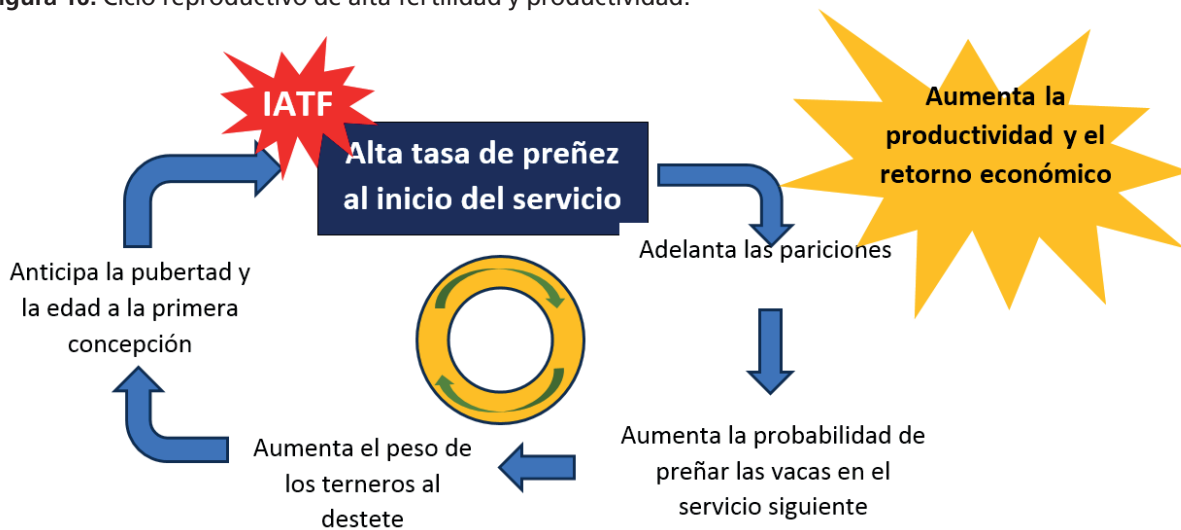 Figura 10. Ciclo reproductivo de alta fertilidad y productividad.
IATF
Alta tasa de preñez
al inicio del servicio
Aumenta la
productividad y el
retorno económico
Adelanta las pariciones
Aumenta la probabilidad de
preñar las vacas en el
servicio siguiente
Aumenta el peso de
los terneros al
destete
Anticipa la pubertad y
la edad a la primera
concepción